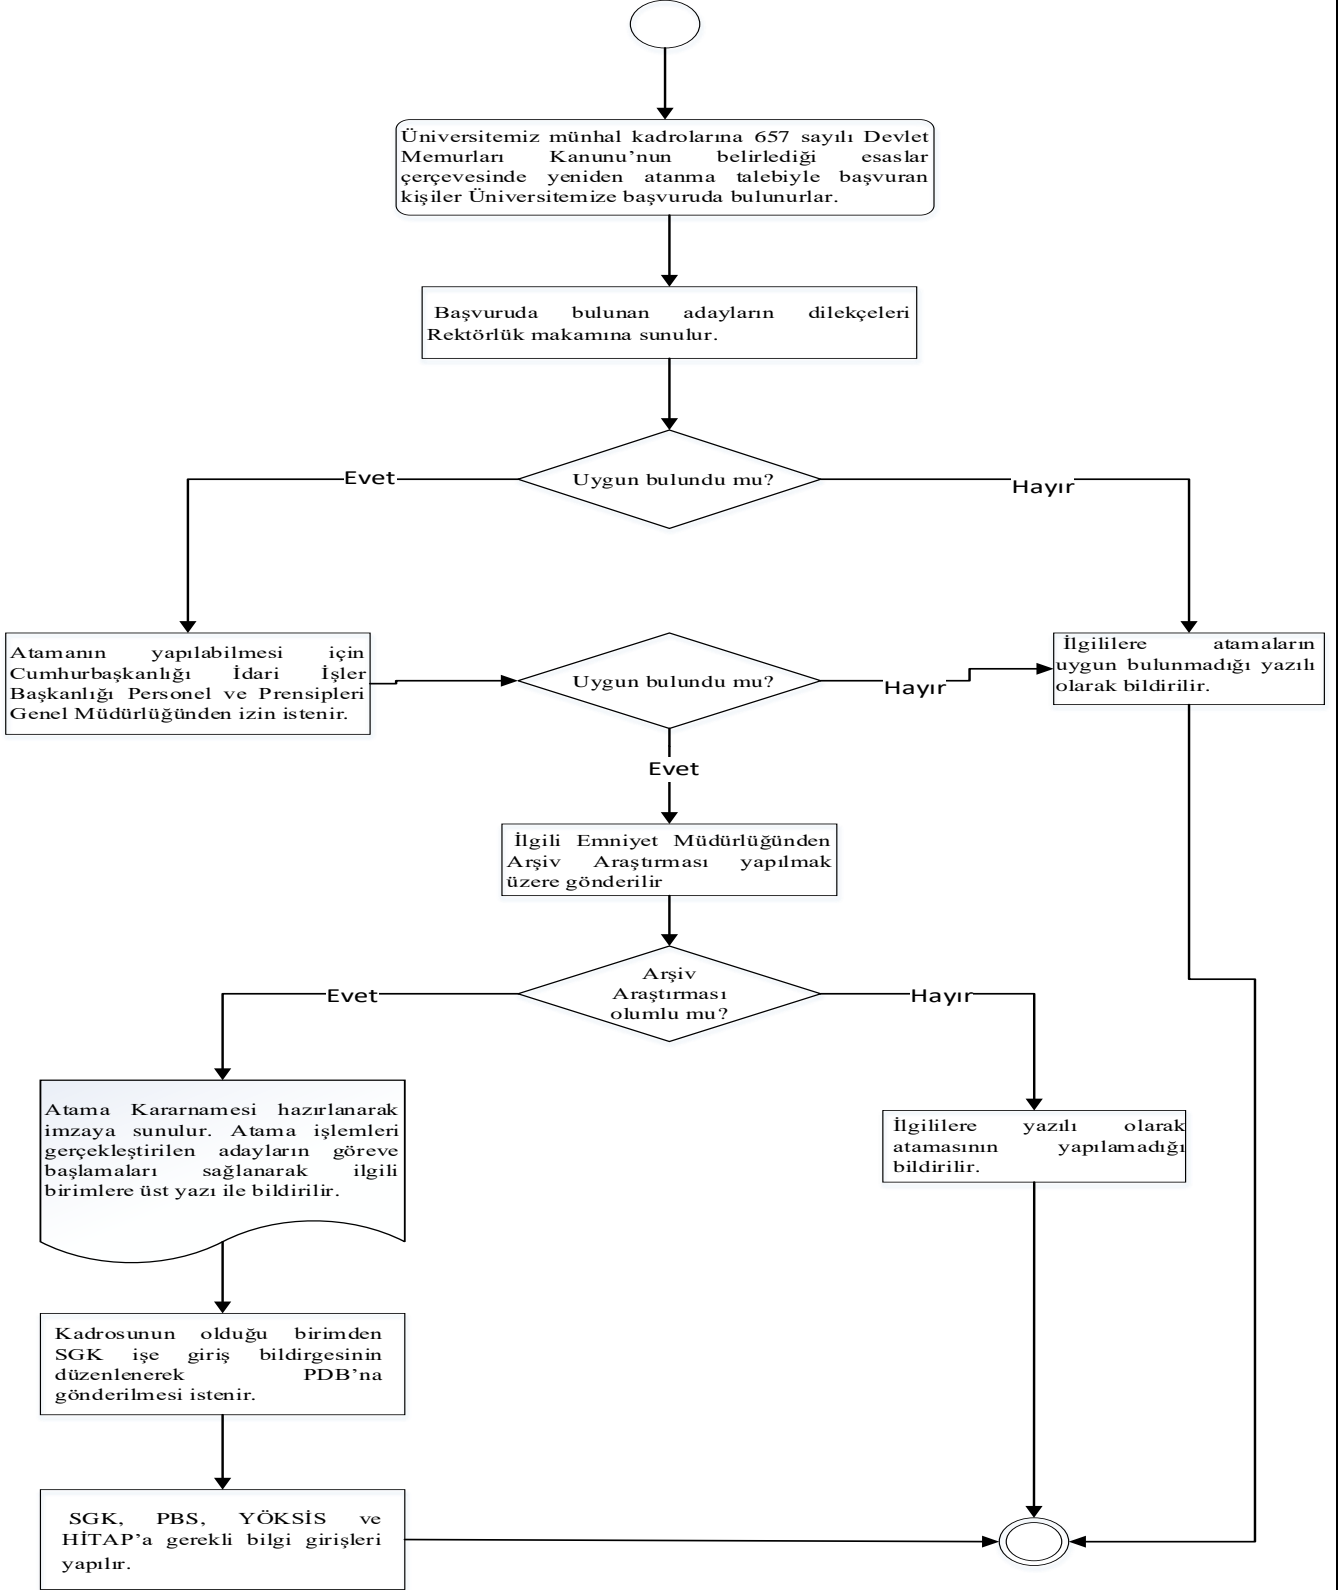 Üniversitemiz münhal kadrolarına 657 sayılı Devlet
Memurları Kanunu’nun belirlediği esaslar
çerçevesinde yeniden atanma talebiyle başvuran
kişiler Üniversitemize başvuruda bulunurlar.
Başvuruda bulunan adayların dilekçeleri
Rektörlük makamına sunulur.
Uygun bulundu mu?
Evet
Hayır
Atamanın yapılabilmesi için
Cumhurbaşkanlığı İdari İşler
Başkanlığı Personel ve Prensipleri
Genel Müdürlüğünden izin istenir.
Uygun bulundu mu?
Hayır
İlgililere atamaların
uygun bulunmadığı yazılı
olarak bildirilir.
Evet
İlgili Emniyet Müdürlüğünden
Arşiv Araştırması yapılmak
üzere gönderilir
Arşiv
Araştırması
olumlu mu?
Evet
Hayır
Atama Kararnamesi hazırlanarak
imzaya sunulur. Atama işlemleri
gerçekleştirilen adayların göreve
başlamaları sağlanarak ilgili
birimlere üst yazı ile bildirilir.
İlgililere yazılı olarak
atamasının yapılamadığı
bildirilir.
Kadrosunun olduğu birimden
SGK işe giriş bildirgesinin
düzenlenerek PDB’na
gönderilmesi istenir.
SGK, PBS, YÖKSİS ve
HİTAP’a gerekli bilgi girişleri
yapılır.